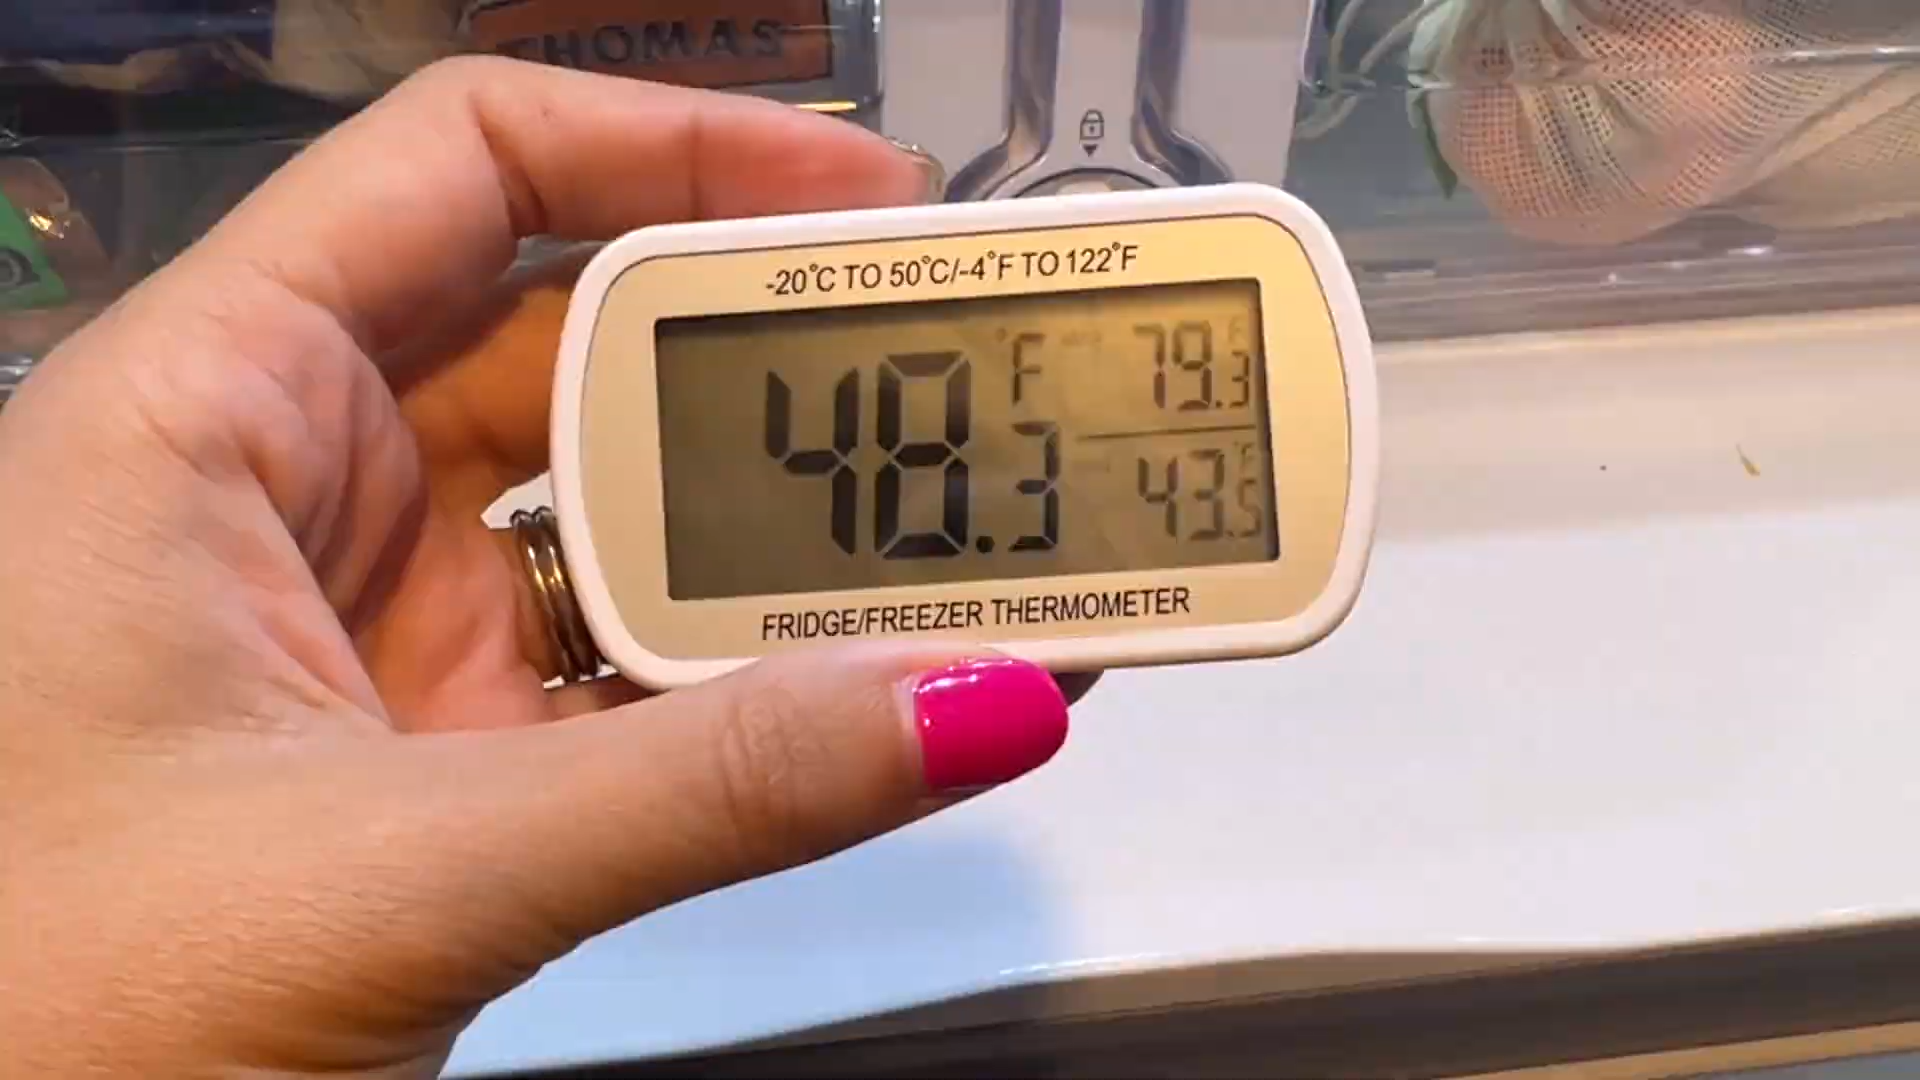 THOMAS
-20°C TO 50°C/-4°F TO 122°F
°F 79.3
48.3
43.5
FRIDGE/FREEZER THERMOMETER